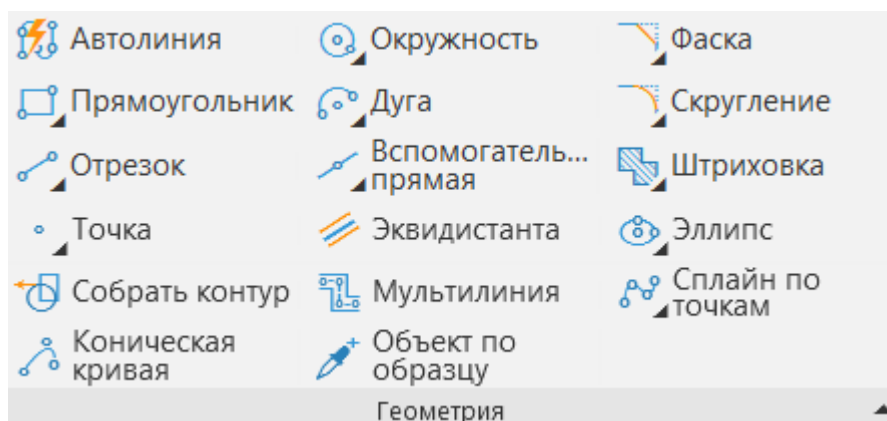 Автолиния
Окружность
Фаска
Прямоугольник
Дуга
Скругление
Отрезок
Вспомогатель...
прямая
Штриховка
Точка
Эквидистанта
Эллипс
Собрать контур
Мультилиния
Сплайн по
точкам
Коническая
кривая
Объект по
образцу
Геометрия